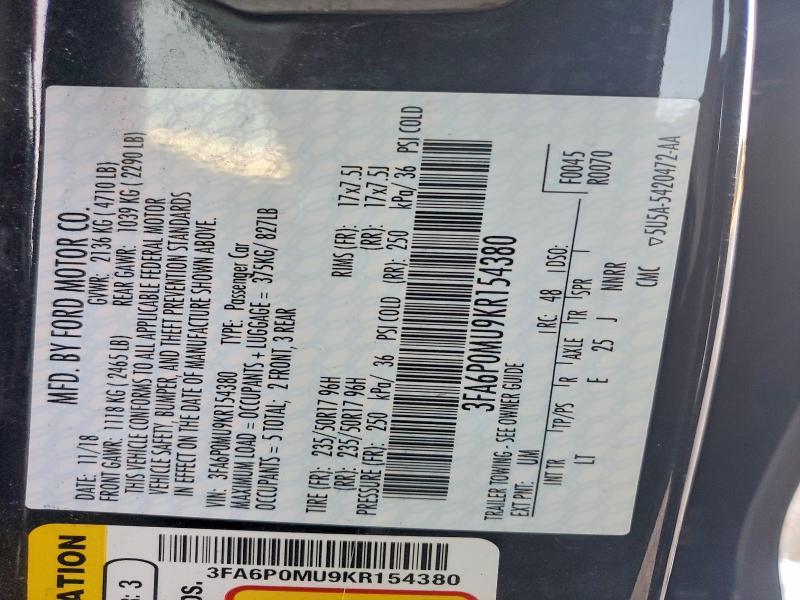 MFD. BY FORD MOTOR CO.
DATE: 11/18 GVWR: 2136 KG (4710 LB)
FRONT GAWR: 1118 KG (2465 LB) REAR GAWR: 1039 KG (2290 LB)
THIS VEHICLE CONFORMS TO ALL APPLICABLE FEDERAL MOTOR
VEHICLE SAFETY, BUMPER, AND THEFT PREVENTION STANDARDS
IN EFFECT ON THE DATE OF MANUFACTURE SHOWN ABOVE.
VIN: 3FA6P0MU9KR154380 TYPE: Passenger Car
MAXIMUM LOAD = OCCUPANTS + LUGGAGE = 375KG/ 827LB
OCCUPANTS = 5 TOTAL; 2 FRONT, 3 REAR
TIRE (FR): 235/50R17 96H RIMS (FR): 17x7.5J
(RR): 235/50R17 96H (RR): 17x7.5J
PRESSURE (FR): 250 kPa/ 36 PSI COLD (RR): 250 kPa/ 36 PSI COLD
3FA6P0MU9KR154380
TRAILER TOWING - SEE OWNER GUIDE
EXT PNT: UM RC: 48 DSO: F0045
R0070
INT TR TP/PS R AXLE TR SPR
LT E 25 J NNRR
CMC ▽5U5A-5420472-AA
ATION
: 3
DS.
3FA6P0MU9KR154380